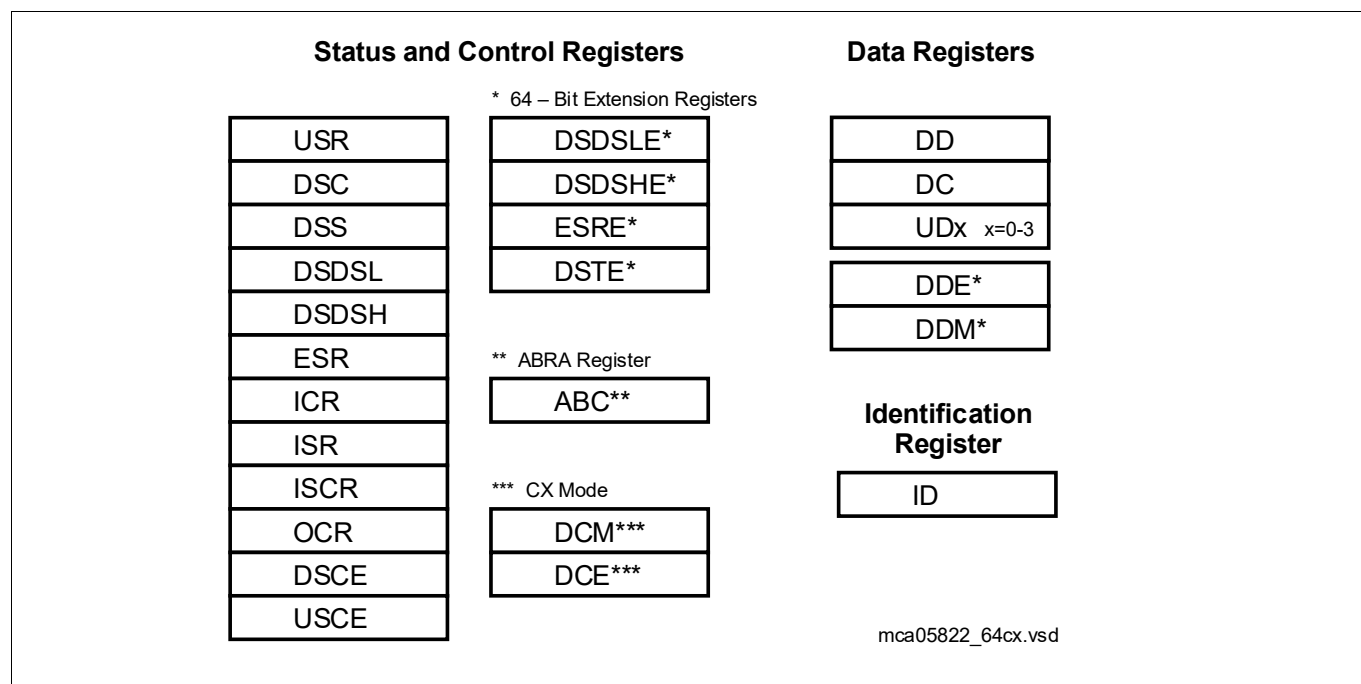 Status and Control Registers
* 64 – Bit Extension Registers
USR
DSC
DSS
DSDSL
DSDSH
ESR
ICR
ISR
ISCR
OCR
DSCE
USCE
DSDSLE*
DSDSHE*
ESRE*
DSTE*
** ABRA Register
ABC**
*** CX Mode
DCM***
DCE***
Data Registers
DD
DC
UDx x=0-3
DDE*
DDM*
Identification
Register
ID
mca05822_64cx.vsd